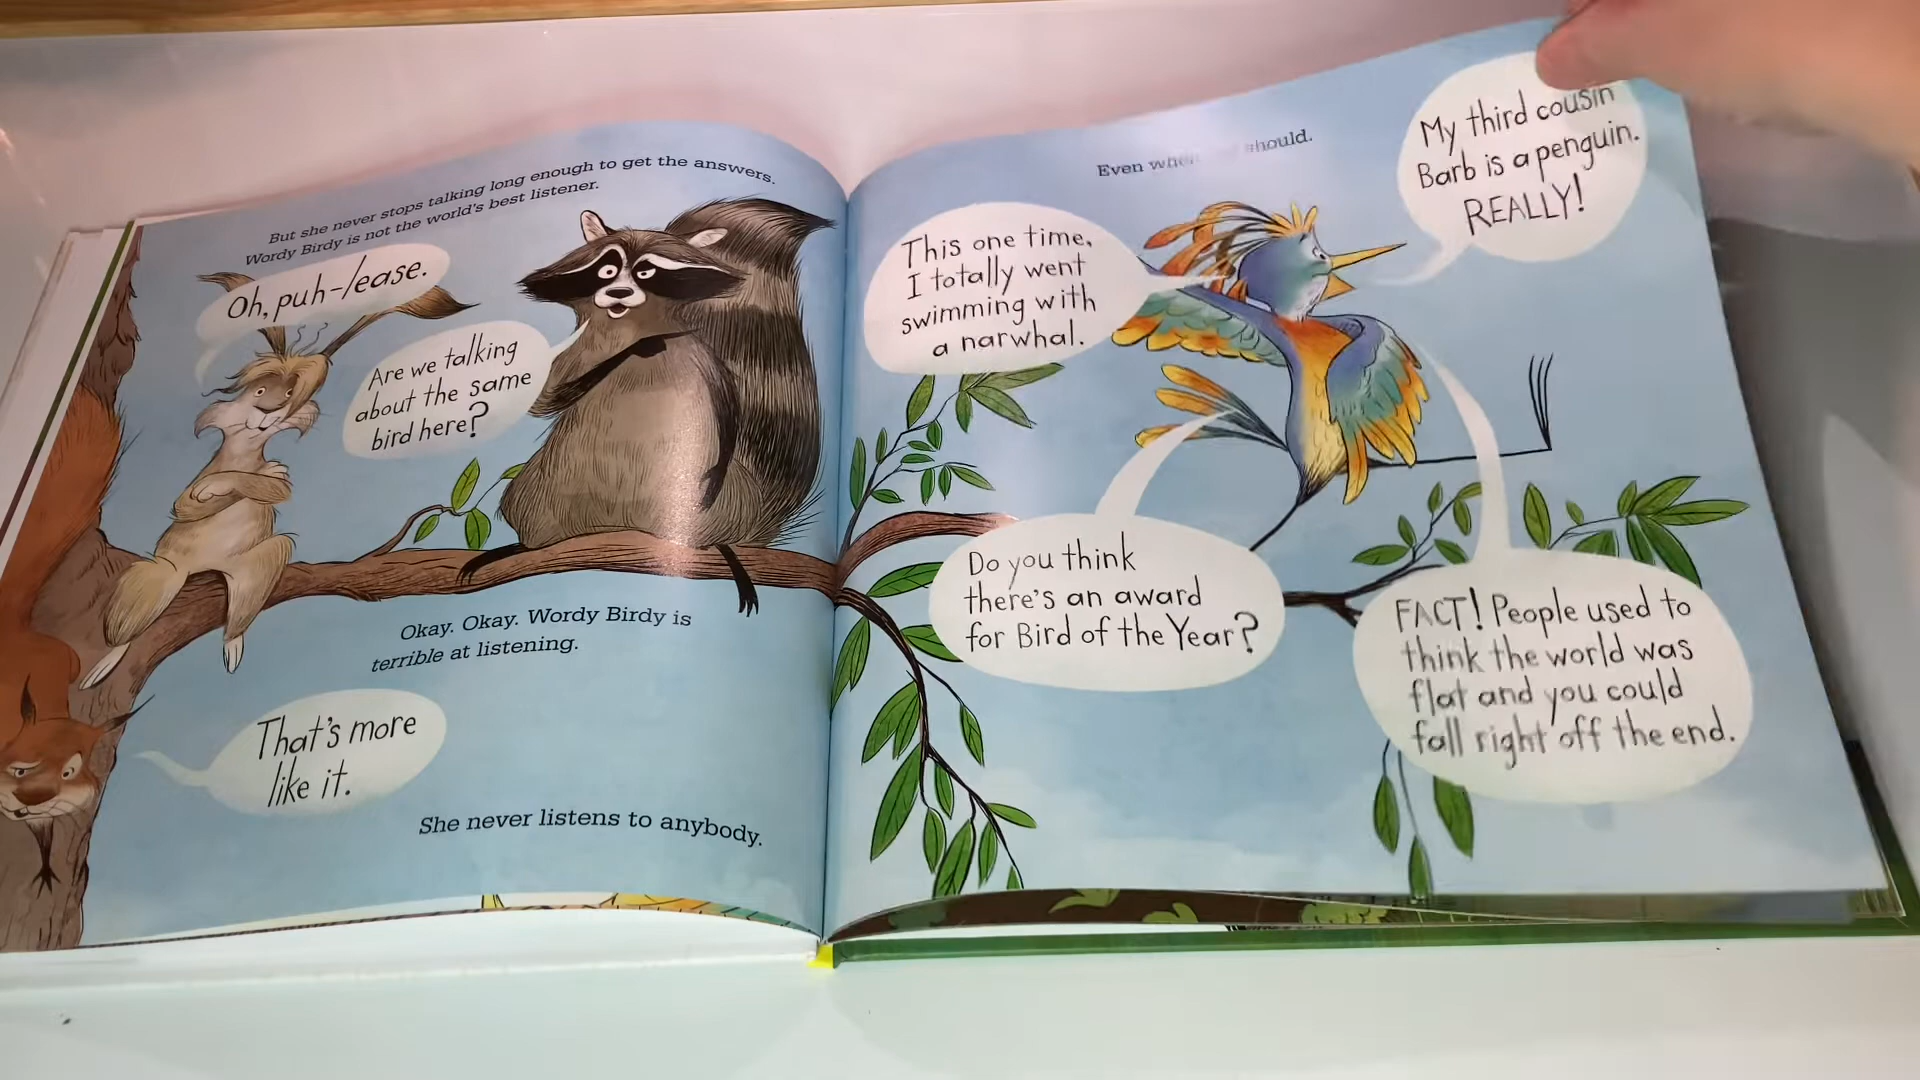 But she never stops talking long enough to get the answers.
Wordy Birdy is not the world's best listener.
Oh, puh-lease.
Are we talking
about the same
bird here?
Okay. Okay. Wordy Birdy is
terrible at listening.
That's more
like it.
She never listens to anybody.
Even when should.
My third cousin
Barb is a penguin.
REALLY!
This one time,
I totally went
swimming with
a narwhal.
Do you think
there's an award
for Bird of the Year?
FACT! People used to
think the world was
flat and you could
fall right off the end.